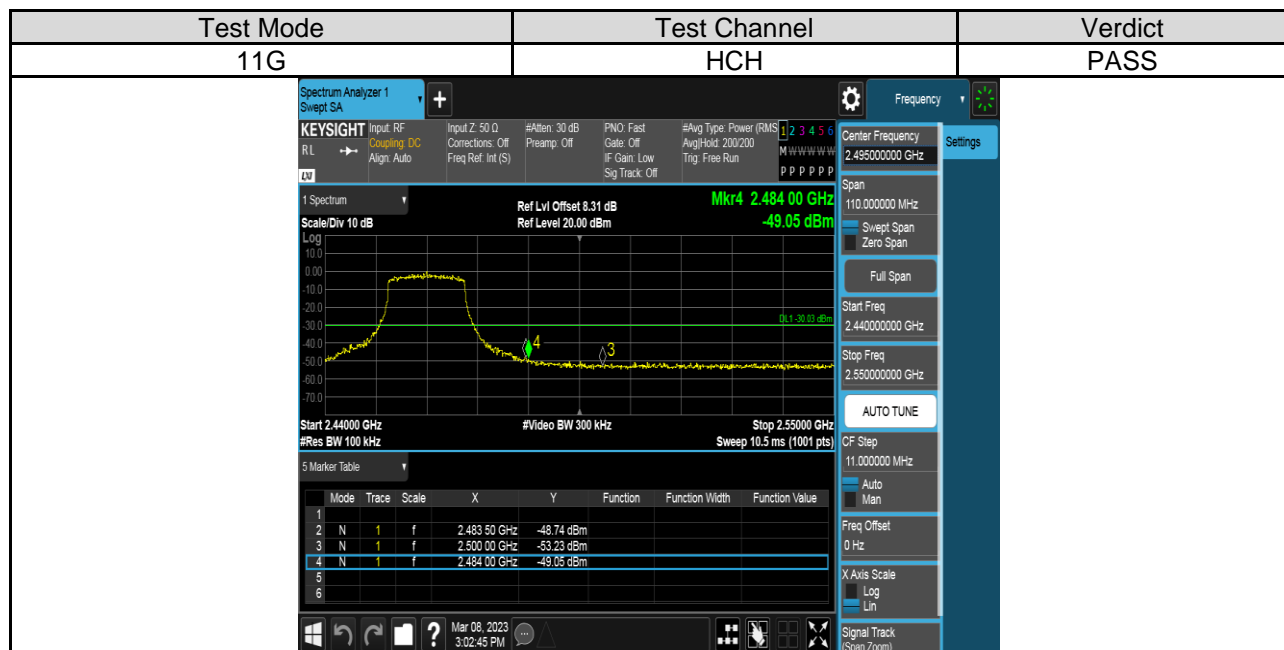 Test Mode Test Channel Verdict
11G HCH PASS
Spectrum Analyzer 1
Swept SA
+
Frequency
KEYSIGHT
RL
LXI
Input: RF
Coupling: DC
Align: Auto
Input Z: 50 Ω
Corrections: Off
Freq Ref: Int (S)
#Atten: 30 dB
Preamp: Off
PNO: Fast
Gate: Off
IF Gain: Low
Sig Track: Off
#Avg Type: Power (RMS
Avg|Hold: 200/200
Trig: Free Run
1 2 3 4 5 6
M W W W W W
P P P P P P
Settings
Center Frequency
2.495000000 GHz
Span
110.000000 MHz
Swept Span
Zero Span
Full Span
Start Freq
2.440000000 GHz
Stop Freq
2.550000000 GHz
AUTO TUNE
CF Step
11.000000 MHz
Auto
Man
Freq Offset
0 Hz
X Axis Scale
Log
Lin
Signal Track
(Span Zoom)
1 Spectrum
Scale/Div 10 dB
Ref Lvl Offset 8.31 dB
Ref Level 20.00 dBm
Mkr4 2.484 00 GHz
-49.05 dBm
Log
10.0
0.00
-10.0
-20.0
-30.0
-40.0
-50.0
-60.0
-70.0
DL1 -30.03 dBm
4
3
Start 2.44000 GHz
#Res BW 100 kHz
#Video BW 300 kHz
Stop 2.55000 GHz
Sweep 10.5 ms (1001 pts)
5 Marker Table
Mode Trace Scale X Y Function Function Width Function Value
1
2 N 1 f 2.483 50 GHz -48.74 dBm
3 N 1 f 2.500 00 GHz -53.23 dBm
4 N 1 f 2.484 00 GHz -49.05 dBm
5
6
?
Mar 08, 2023
3:02:45 PM